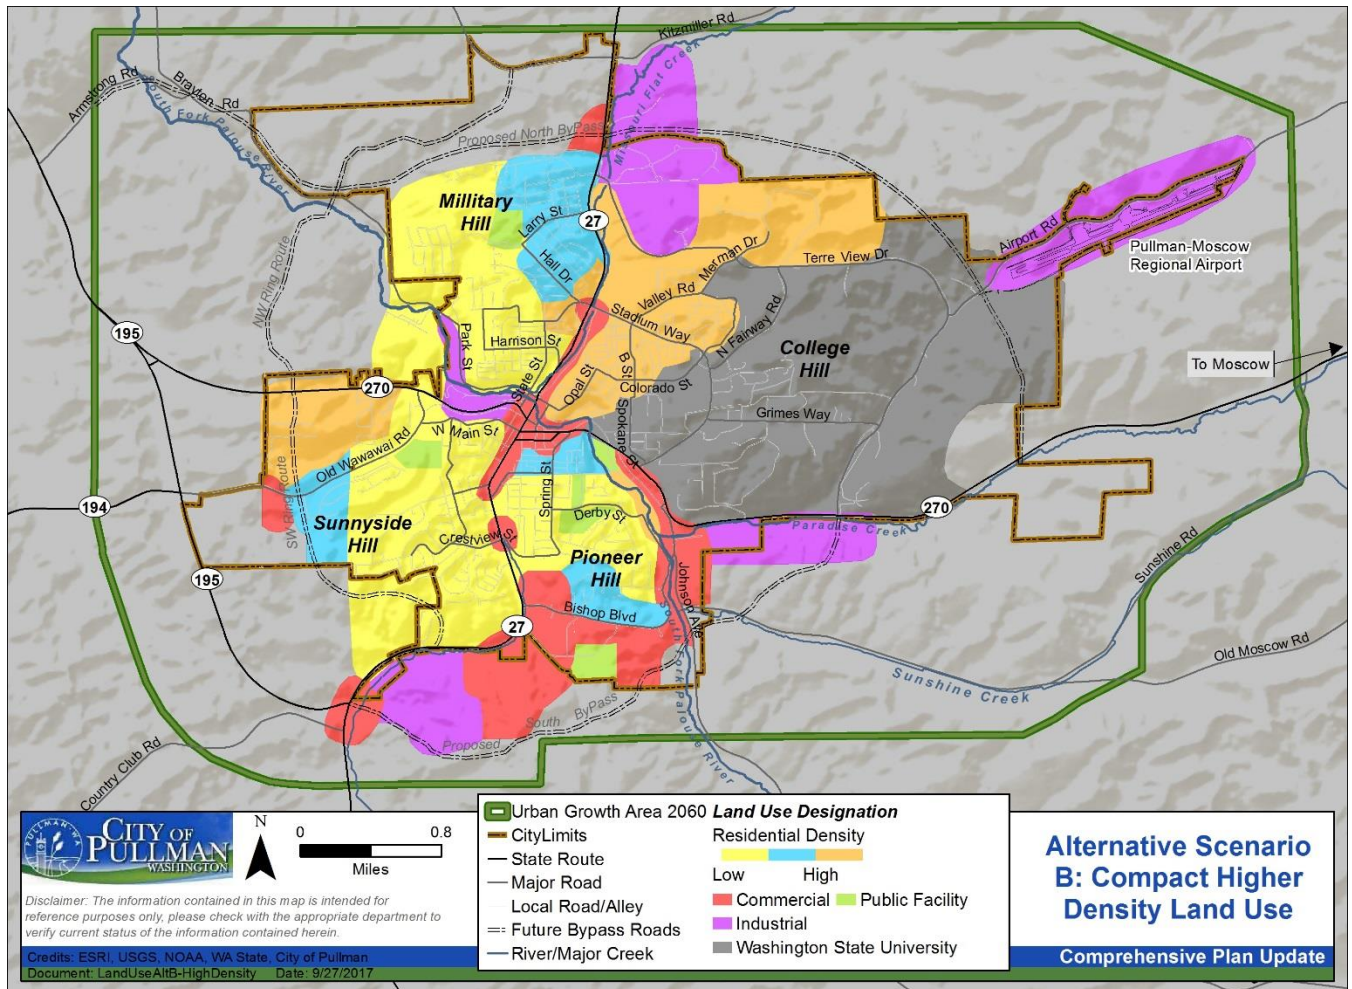 Kitzmiller Rd
Armstrong Rd
Brayton Rd
South Fork Palouse River
Missouri Flat Creek
Proposed North ByPass
Millitary
Hill
Larry St
27
Hall Dr
Merman Dr
Terre View Dr
Airport Rd
Pullman-Moscow
Regional Airport
NW Ring Route
195
Valley Rd
Stadium Way
N Fairway Rd
Park St
Harrison St
State St
Opal St
B St
College
Hill
To Moscow
270
Colorado St
Grimes Way
Spokane St
W Main St
Old Wawawai Rd
194
SW Ring Route
Sunnyside
Hill
Spring St
Derby St
Crestview St
270
Paradise Creek
Pioneer
Hill
195
Johnson Ave
Sunshine Rd
Bishop Blvd
27
South Fork Palouse River
Old Moscow Rd
Sunshine Creek
Proposed South ByPass
Country Club Rd
PULLMAN-WA
CITY OF
PULLMAN
WASHINGTON
N
0 0.8
Miles
Disclaimer: The information contained in this map is intended for
reference purposes only, please check with the appropriate department to
verify current status of the information contained herein.
Credits: ESRI, USGS, NOAA, WA State, City of Pullman
Document: LandUseAltB-HighDensity Date: 9/27/2017
Urban Growth Area 2060
CityLimits
State Route
Major Road
Local Road/Alley
Future Bypass Roads
River/Major Creek
Land Use Designation
Residential Density
Low High
Commercial Public Facility
Industrial
Washington State University
Alternative Scenario
B: Compact Higher
Density Land Use
Comprehensive Plan Update